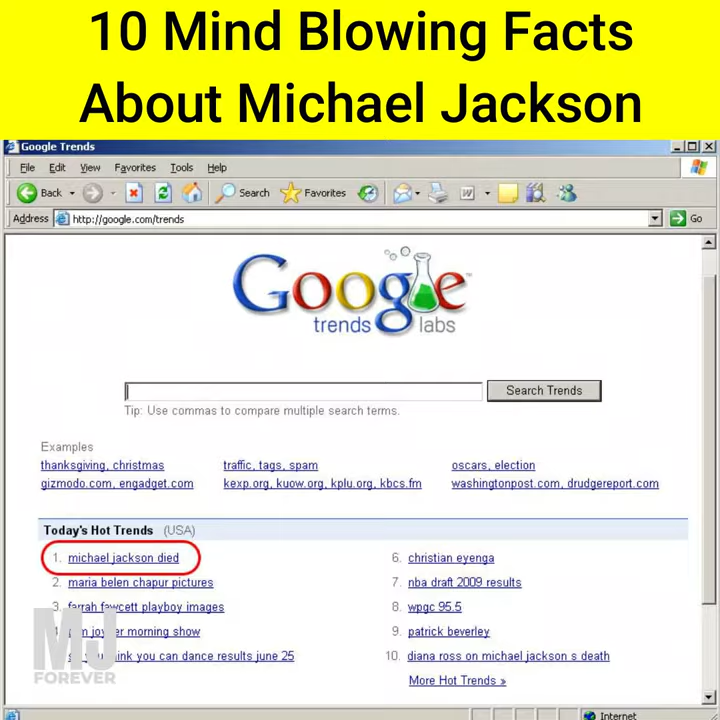 10 Mind Blowing Facts
About Michael Jackson
Google Trends
File Edit View Favorites Tools Help
Back Search Favorites
Address http://google.com/trends Go
Google™
trends labs
Search Trends
Tip: Use commas to compare multiple search terms.
Examples
thanksgiving, christmas traffic, tags, spam oscars, election
gizmodo.com, engadget.com kexp.org, kuow.org, kplu.org, kbcs.fm washingtonpost.com, drudgereport.com
Today's Hot Trends (USA)
1. michael jackson died
2. maria belen chapur pictures
3. farrah fawcett playboy images
joyner morning show
you think you can dance results june 25
6. christian eyenga
7. nba draft 2009 results
8. wpgc 95.5
9. patrick beverley
10. diana ross on michael jackson s death
More Hot Trends »
MJ
FOREVER
Internet